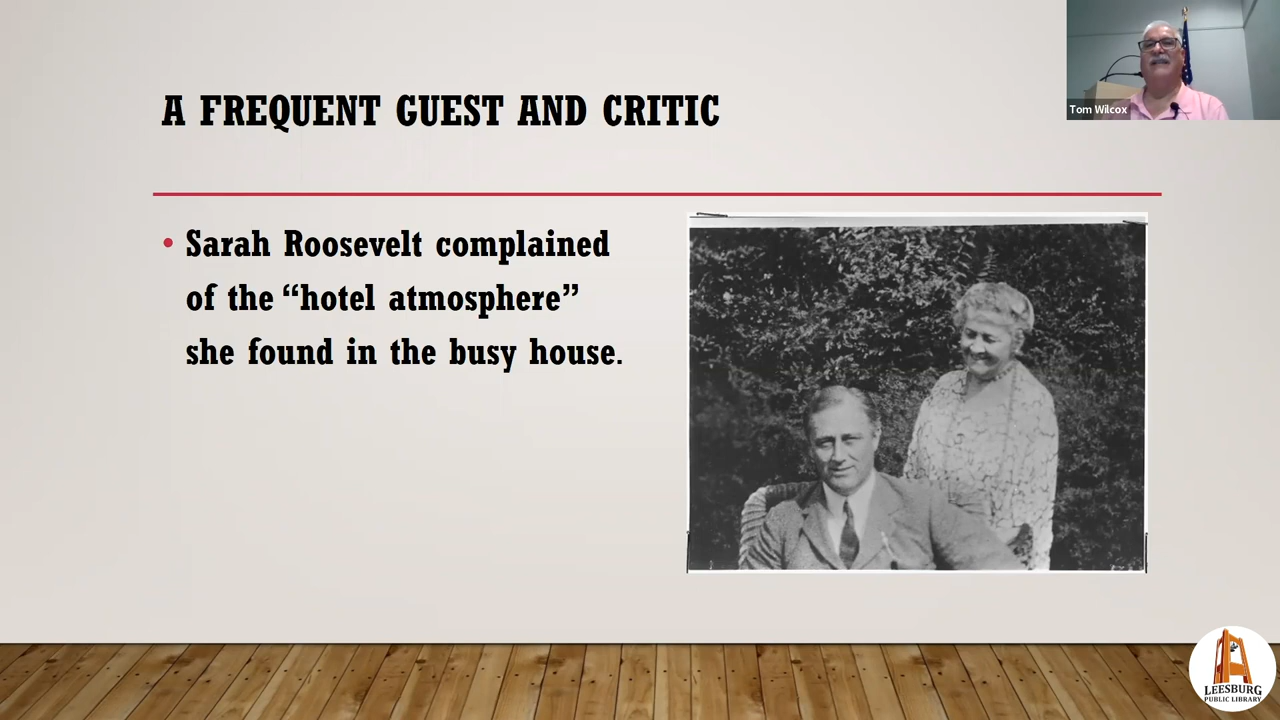 A FREQUENT GUEST AND CRITIC
• Sarah Roosevelt complained
of the “hotel atmosphere”
she found in the busy house.
Tom Wilcox
LEESBURG
PUBLIC LIBRARY